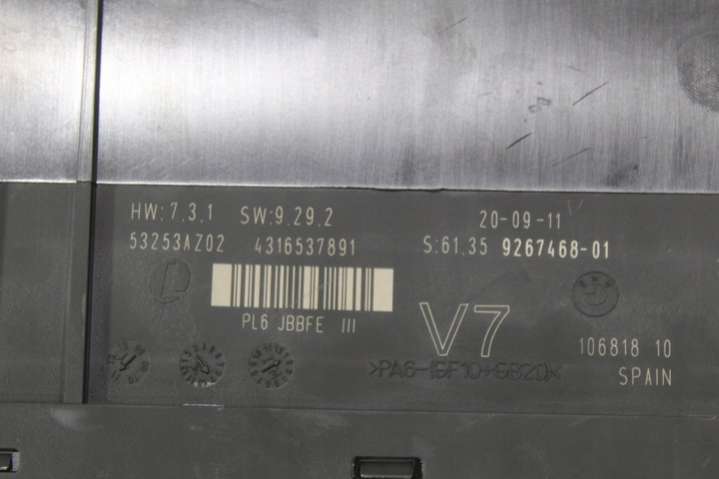 HW:7.3.1 SW:9.29.2 20-09-11
53253AZ02 4316537891 S:61.35 9267468-01
PL6 JBBFE III
V7
106818 10
SPAIN